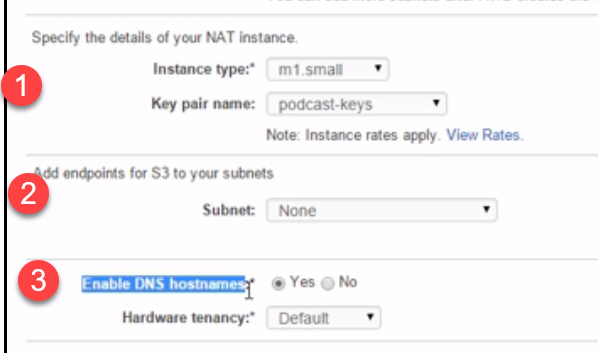 Specify the details of your NAT instance.
1
Instance type:* m1.small
Key pair name: podcast-keys
Note: Instance rates apply. View Rates.
Add endpoints for S3 to your subnets
2
Subnet: None
3
Enable DNS hostnames:* Yes No
Hardware tenancy:* Default